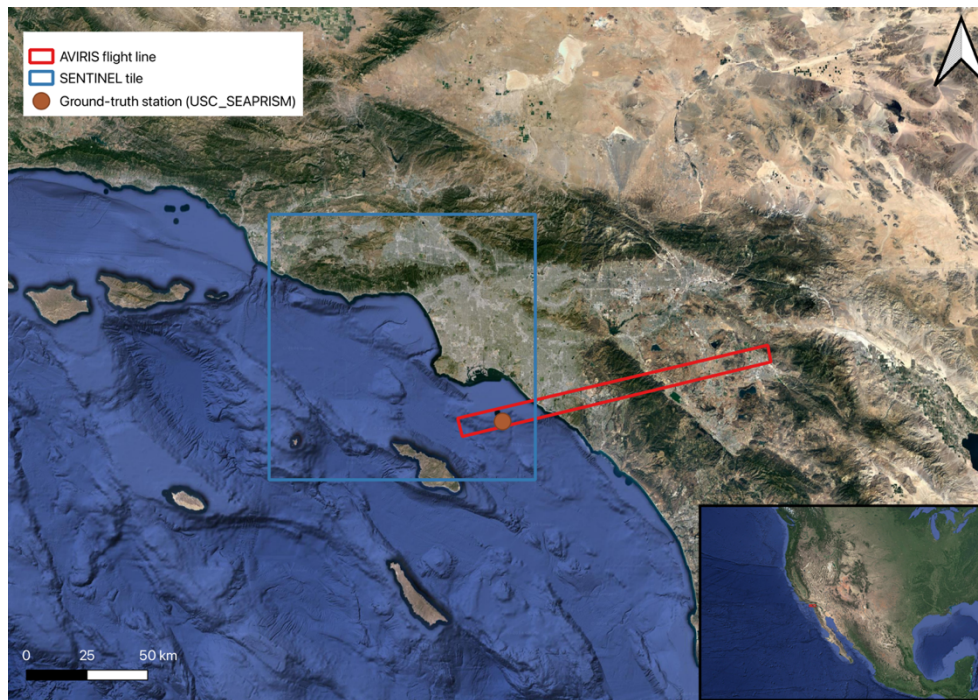 AVIRIS flight line
SENTINEL tile
Ground-truth station (USC_SEAPRISM)
0 25 50 km